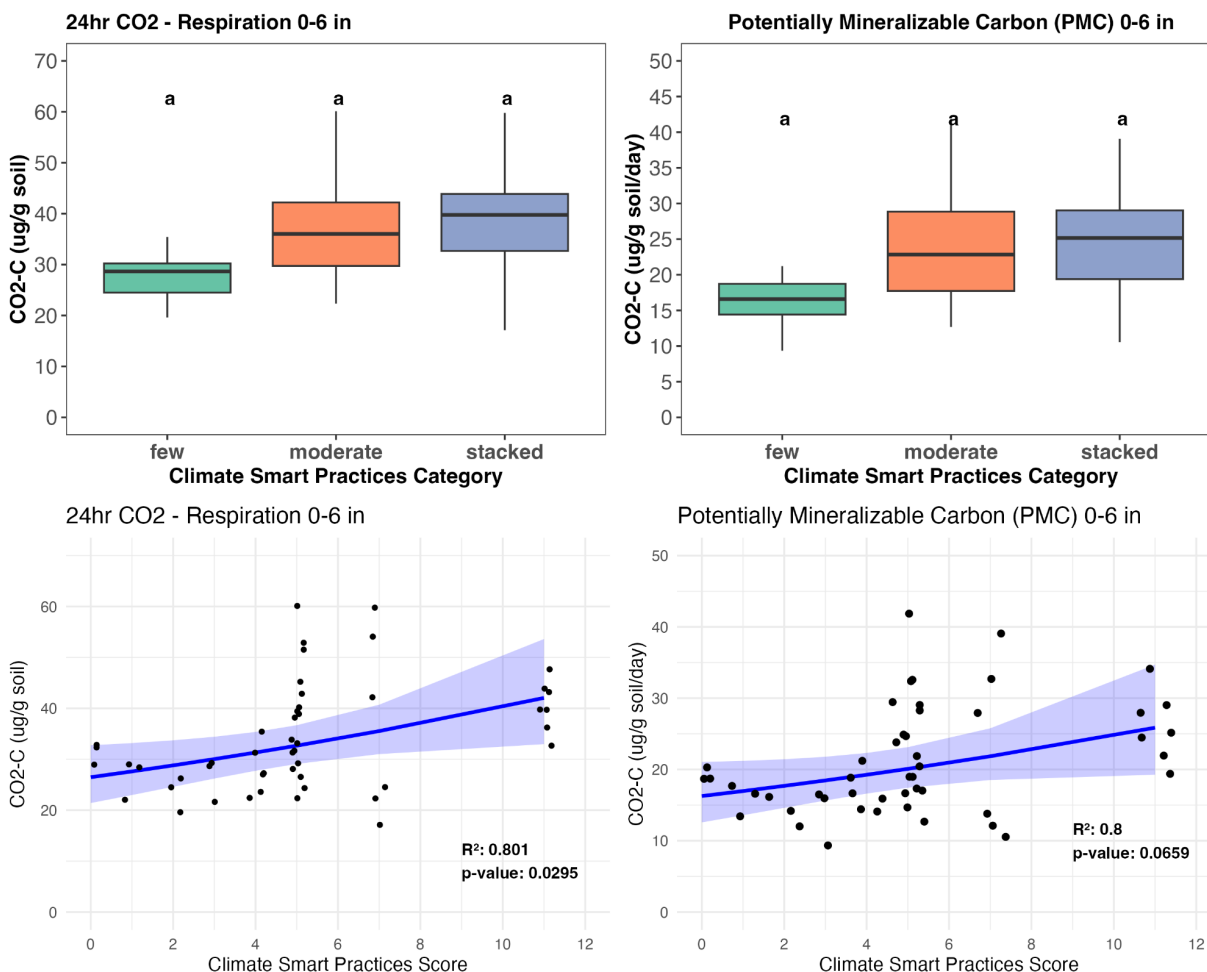 24hr CO2 - Respiration 0-6 in
CO2-C (ug/g soil)
70
60
50
40
30
20
10
0
a a a
few moderate stacked
Climate Smart Practices Category
Potentially Mineralizable Carbon (PMC) 0-6 in
CO2-C (ug/g soil/day)
50
45
40
35
30
25
20
15
10
5
0
a a a
few moderate stacked
Climate Smart Practices Category
24hr CO2 - Respiration 0-6 in
CO2-C (ug/g soil)
60
40
20
0
R²: 0.801
p-value: 0.0295
0 2 4 6 8 10 12
Climate Smart Practices Score
Potentially Mineralizable Carbon (PMC) 0-6 in
CO2-C (ug/g soil/day)
50
40
30
20
10
0
R²: 0.8
p-value: 0.0659
0 2 4 6 8 10 12
Climate Smart Practices Score